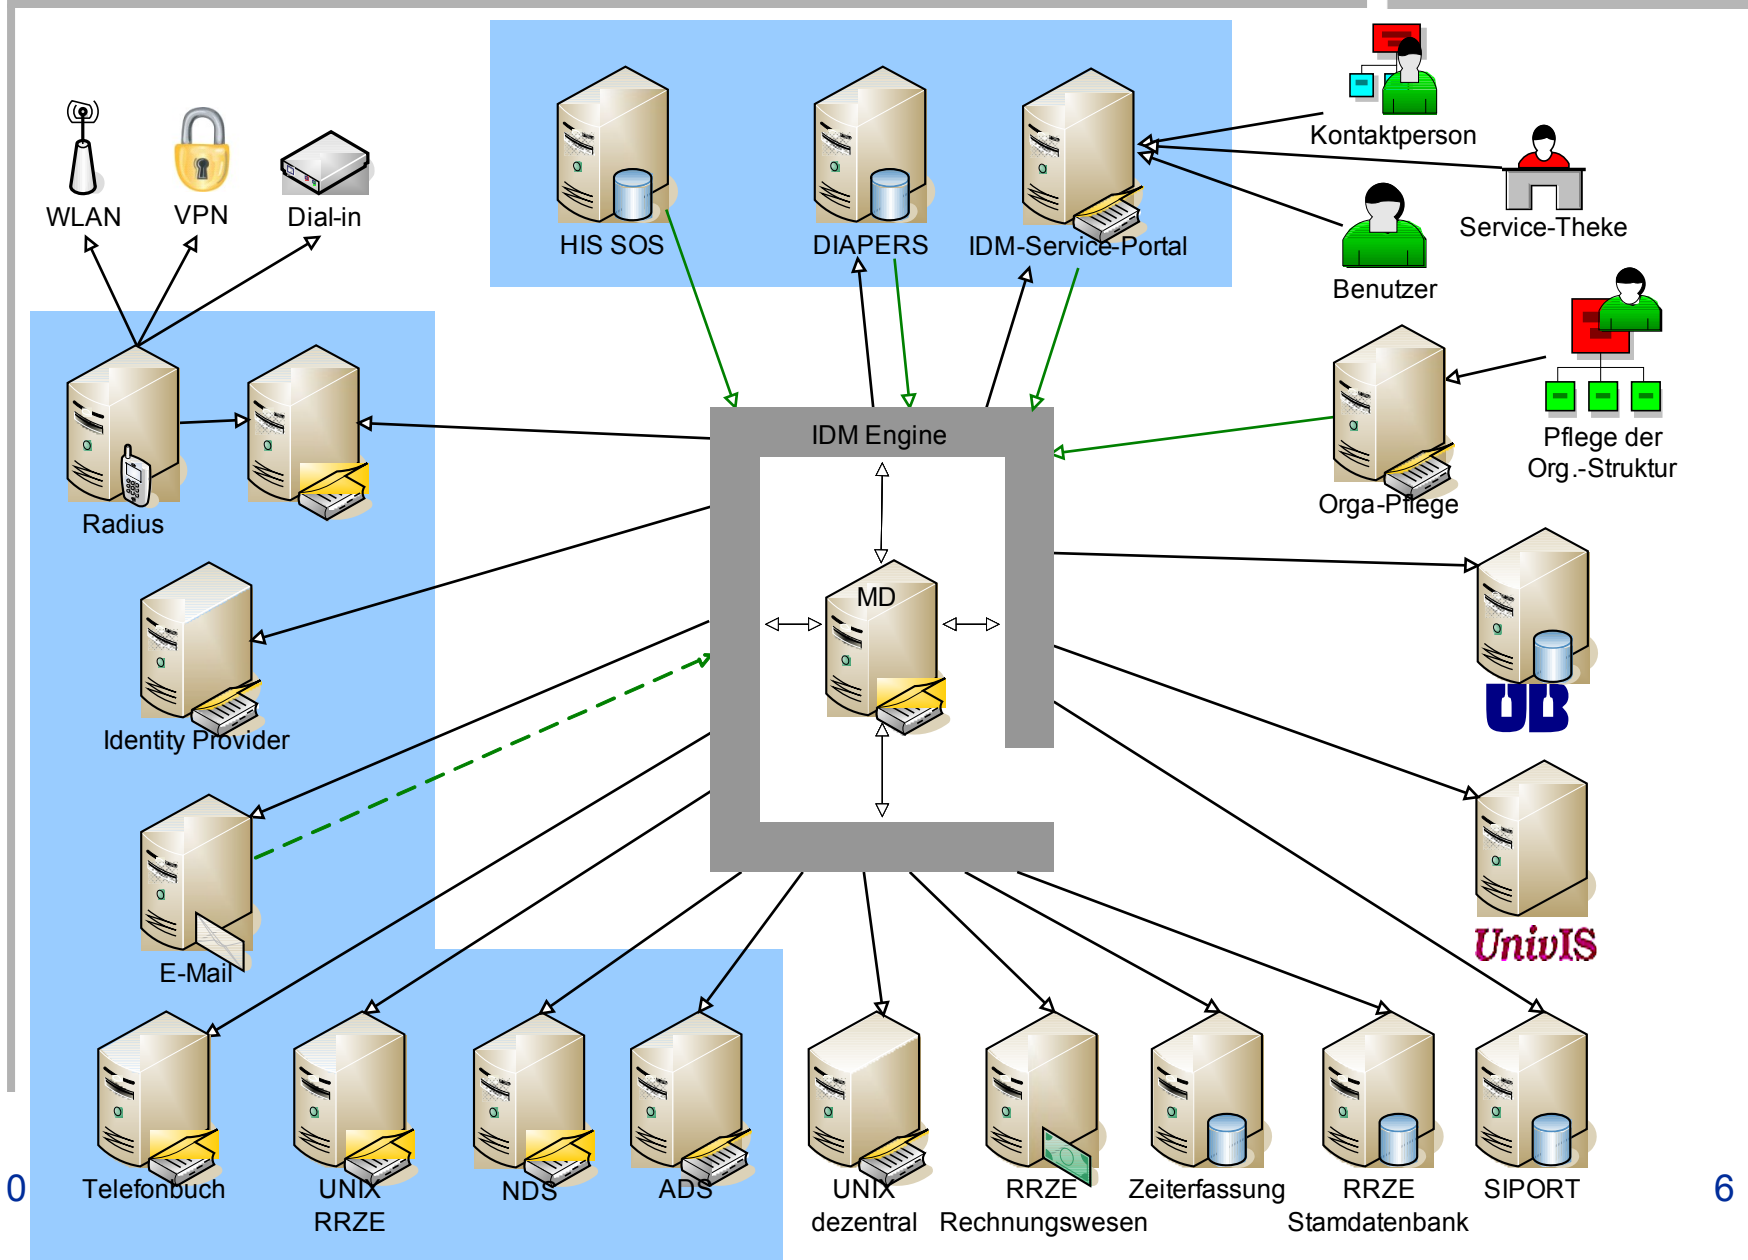 Kontaktperson
WLAN
VPN
Dial-in
Service-Theke
HIS SOS
DIAPERS
IDM-Service-Portal
Benutzer
IDM Engine
Pflege der
Org.-Struktur
Orga-Pflege
Radius
MD
UB
Identity Provider
UnivIS
E-Mail
Telefonbuch
UNIX
RRZE
NDS
ADS
UNIX
dezentral
RRZE
Rechnungswesen
Zeiterfassung
RRZE
Stamdatenbank
SIPORT
0
6